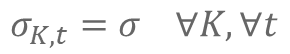 σ_{K,t} = σ  ∀K, ∀t